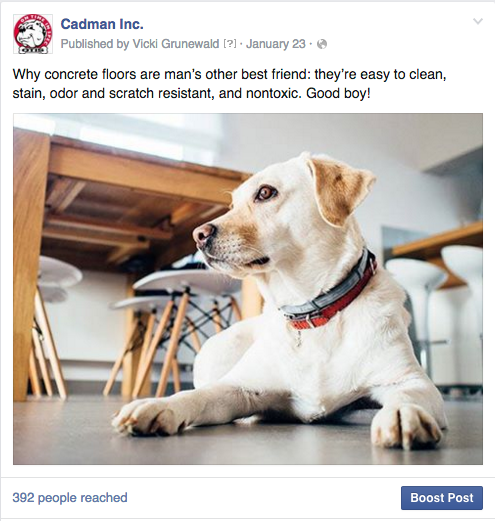 Cadman Inc.
Published by Vicki Grunewald [?] · January 23 ·
Why concrete floors are man's other best friend: they're easy to clean,
stain, odor and scratch resistant, and nontoxic. Good boy!
392 people reached
Boost Post